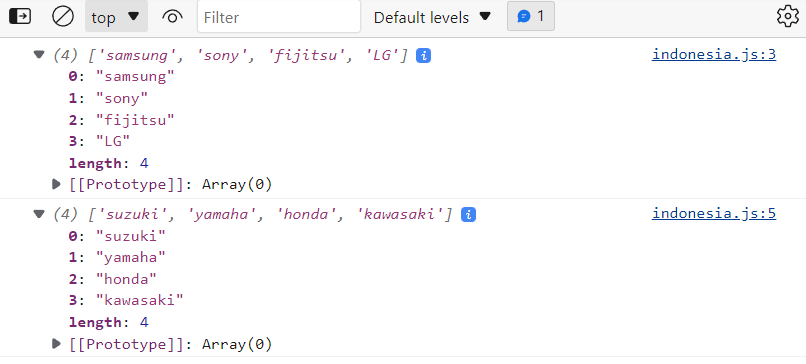 top ▼ Filter Default levels ▼ 1
▼ (4) ['samsung', 'sony', 'fijitsu', 'LG'] i indonesia.js:3
0: "samsung"
1: "sony"
2: "fijitsu"
3: "LG"
length: 4
▶ [[Prototype]]: Array(0)
▼ (4) ['suzuki', 'yamaha', 'honda', 'kawasaki'] i indonesia.js:5
0: "suzuki"
1: "yamaha"
2: "honda"
3: "kawasaki"
length: 4
▶ [[Prototype]]: Array(0)